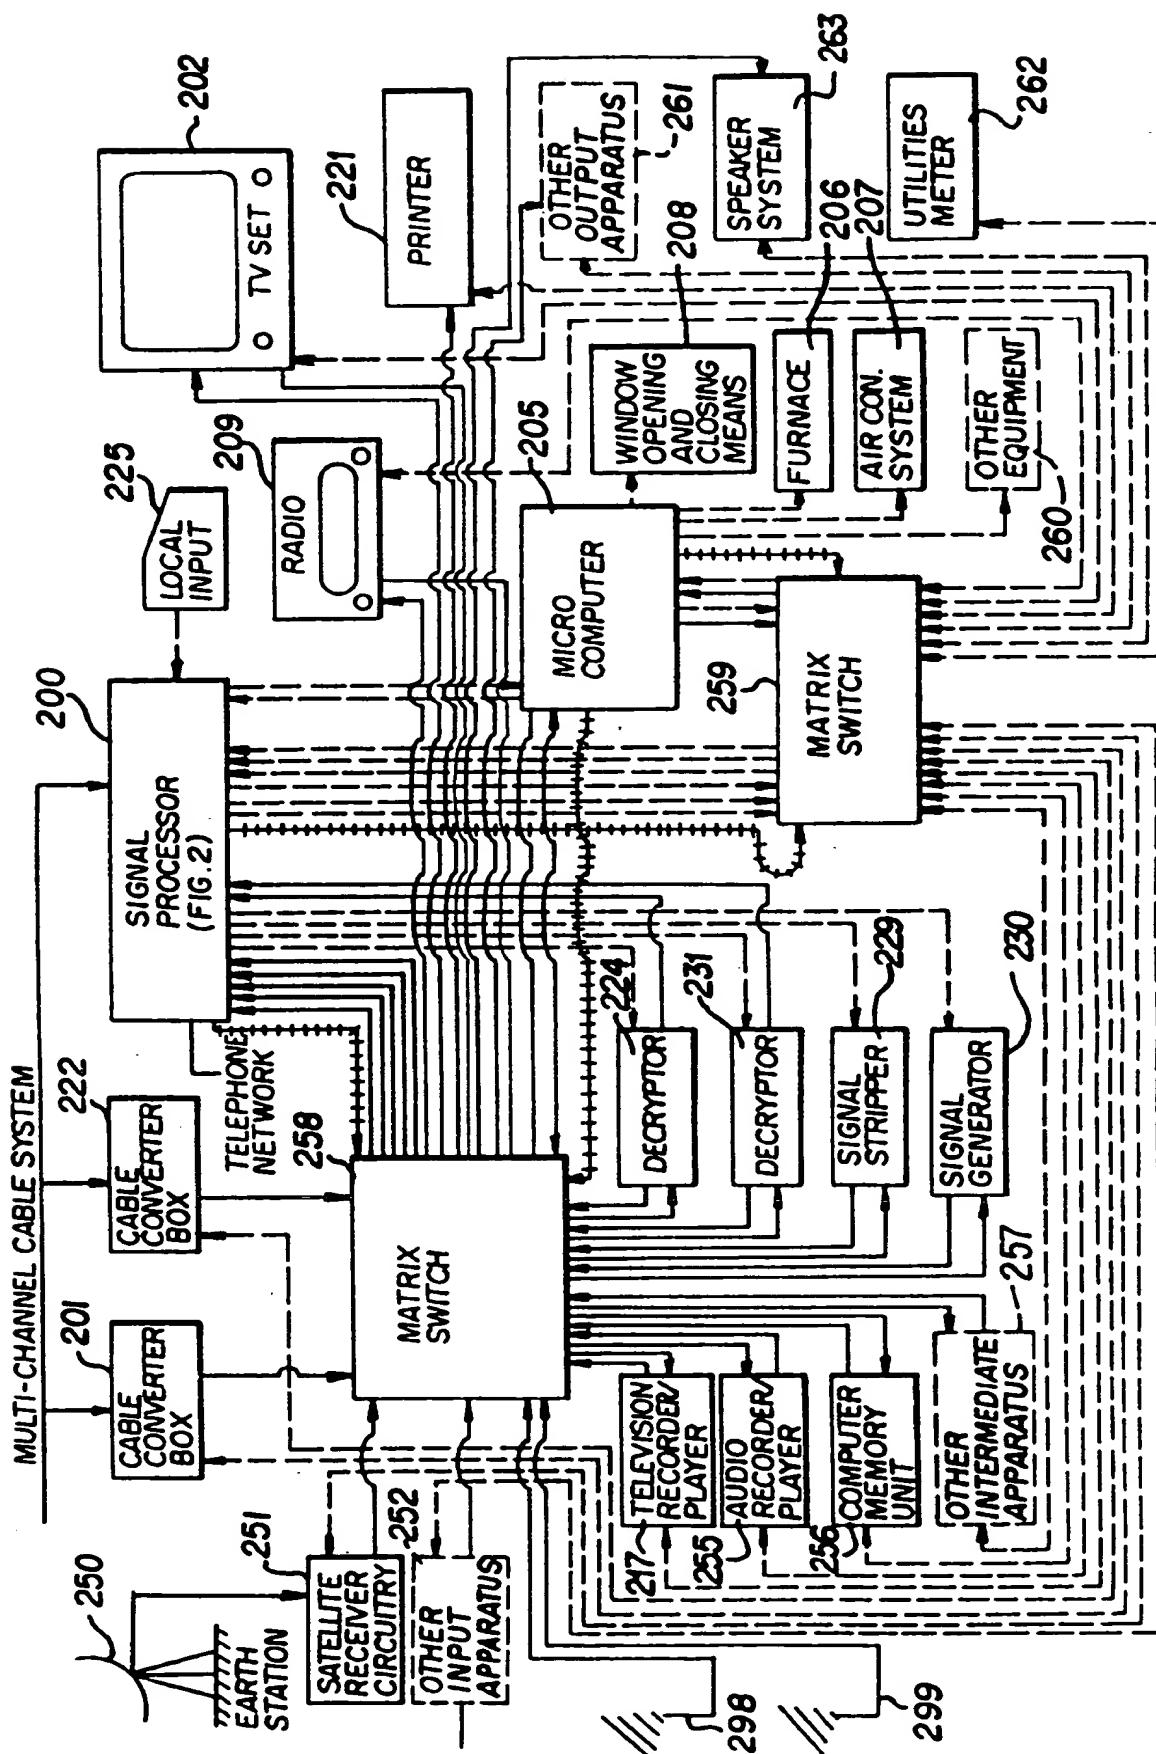 MULTI-CHANNEL CABLE SYSTEM
250
EARTH
STATION
251
SATELLITE
RECEIVER
CIRCUITRY
252
OTHER
INPUT
APPARATUS
298
299
201
CABLE
CONVERTER
BOX
222
CABLE
CONVERTER
BOX
TELEPHONE
NETWORK
258
MATRIX
SWITCH
200
SIGNAL
PROCESSOR
(FIG.2)
225
LOCAL
INPUT
209
RADIO
202
TV SET
221
PRINTER
OTHER
OUTPUT
APPARATUS
261
SPEAKER
SYSTEM
263
UTILITIES
METER
262
205
MICRO
COMPUTER
208
WINDOW
OPENING
AND
CLOSING
MEANS
FURNACE
206
AIR CON.
SYSTEM
207
OTHER
EQUIPMENT
260
259
MATRIX
SWITCH
224
DECRYPTOR
231
DECRYPTOR
SIGNAL
STRIPPER
229
SIGNAL
GENERATOR
230
217
TELEVISION
RECORDER/
PLAYER
255
AUDIO
RECORDER/
PLAYER
256
COMPUTER
MEMORY
UNIT
OTHER
INTERMEDIATE
APPARATUS
257